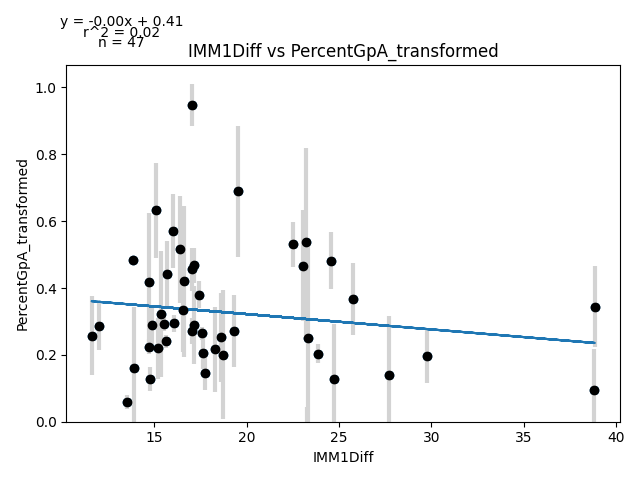 y = -0.00x + 0.41
r^2 = 0.02
n = 47
IMM1Diff vs PercentGpA_transformed
PercentGpA_transformed
1.0
0.8
0.6
0.4
0.2
0.0
15
20
25
30
35
40
IMM1Diff